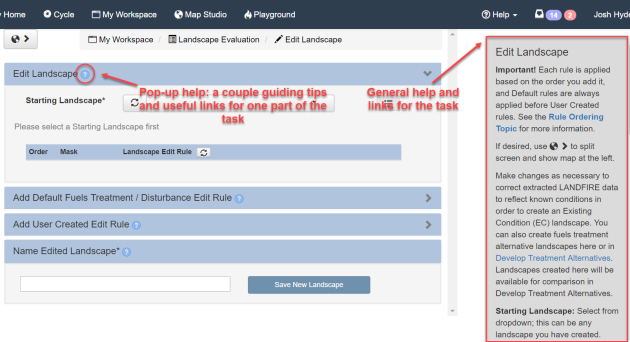 Home Cycle My Workspace Map Studio Playground Help 14 2 Josh Hyde
My Workspace / Landscape Evaluation / Edit Landscape
Edit Landscape ?
Pop-up help: a couple guiding tips
and useful links for one part of the
task
Starting Landscape*
Please select a Starting Landscape first
Order Mask Landscape Edit Rule
Add Default Fuels Treatment / Disturbance Edit Rule ?
Add User Created Edit Rule ?
Name Edited Landscape* ?
Save New Landscape
General help and
links for the task
Edit Landscape
Important! Each rule is applied
based on the order you add it,
and Default rules are always
applied before User Created
rules. See the Rule Ordering
Topic for more information.
If desired, use > to split
screen and show map at the left.
Make changes as necessary to
correct extracted LANDFIRE data
to reflect known conditions in
order to create an Existing
Condition (EC) landscape. You
can also create fuels treatment
alternative landscapes here or in
Develop Treatment Alternatives.
Landscapes created here will be
available for comparison in
Develop Treatment Alternatives.
Starting Landscape: Select from
dropdown; this can be any
landscape you have created.